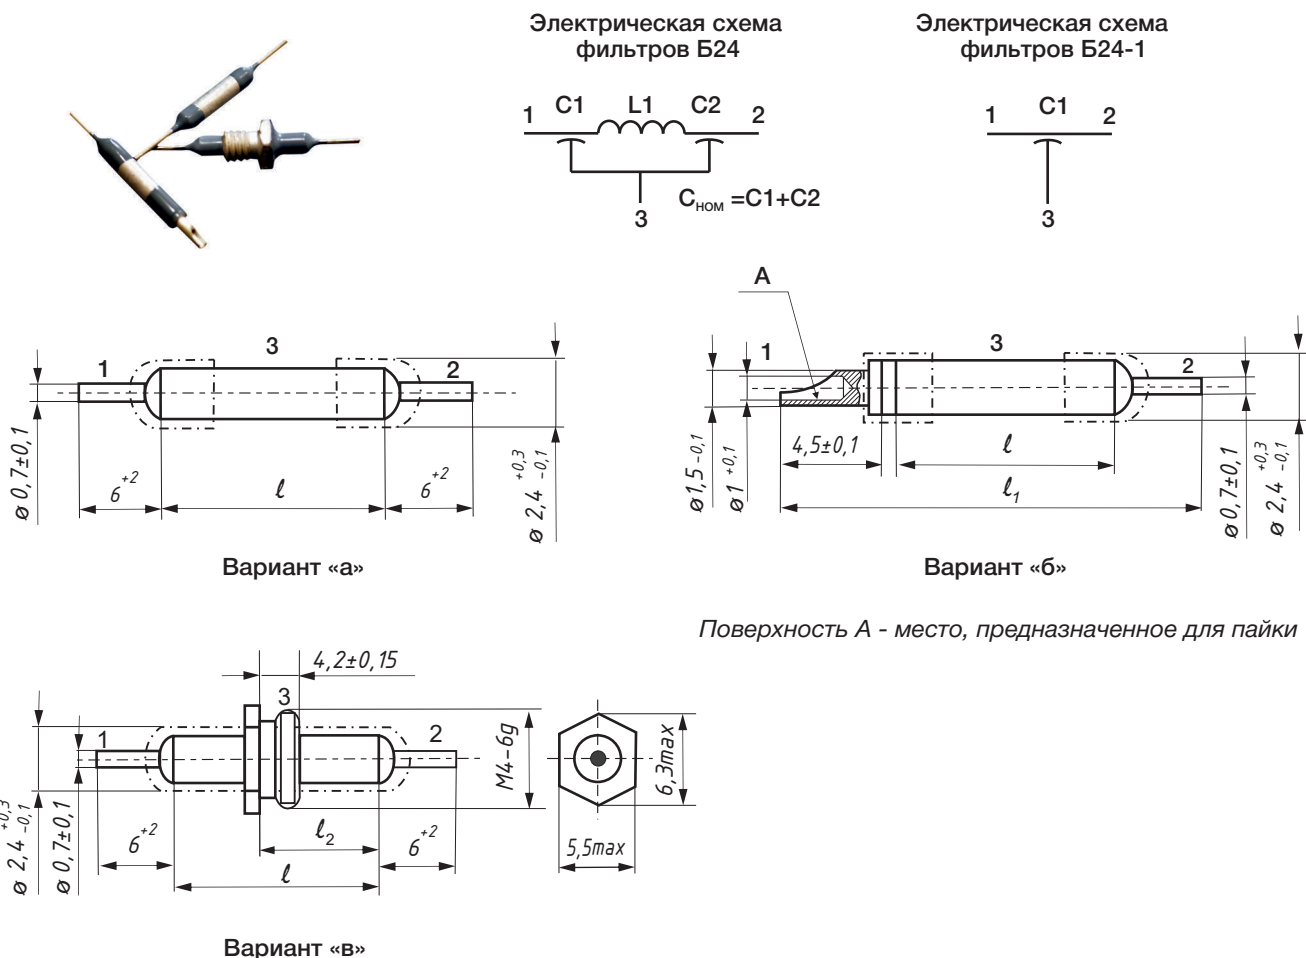 Электрическая схема
фильтров Б24
1 C1 L1 C2 2
3
Cном =C1+C2
Электрическая схема
фильтров Б24-1
1 C1 2
3
1 3 2
ø 0,7±0,1
6 +2
ℓ
6 +2
ø 2,4 +0,3 -0,1
Вариант «а»
A
1 3 2
ø1,5 -0,1
ø 1 +0,1
4,5±0,1
ℓ
ℓ1
ø 0,7±0,1
ø 2,4 +0,3 -0,1
Вариант «б»
Поверхность А - место, предназначенное для пайки
4,2±0,15
1 3 2
ø 2,4 +0,3 -0,1
ø 0,7±0,1
6 +2
ℓ2
6 +2
ℓ
M4-6g
6,3max
5,5max
Вариант «в»